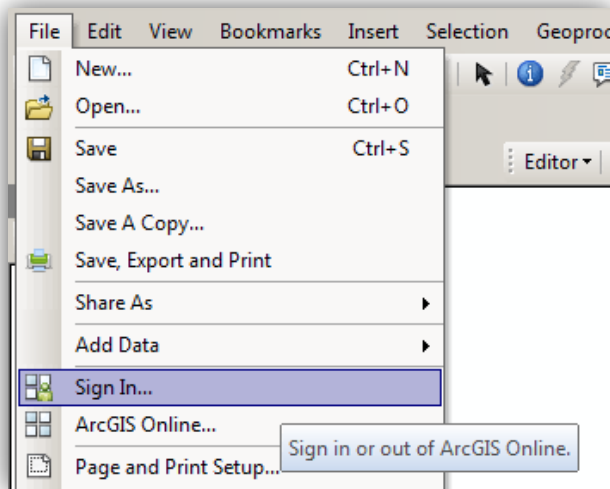 File Edit View Bookmarks Insert Selection Geoproc
New... Ctrl+N
Open... Ctrl+O
Save Ctrl+S
Editor
Save As...
Save A Copy...
Save, Export and Print
Share As
Add Data
Sign In...
ArcGIS Online...
Sign in or out of ArcGIS Online.
Page and Print Setup...